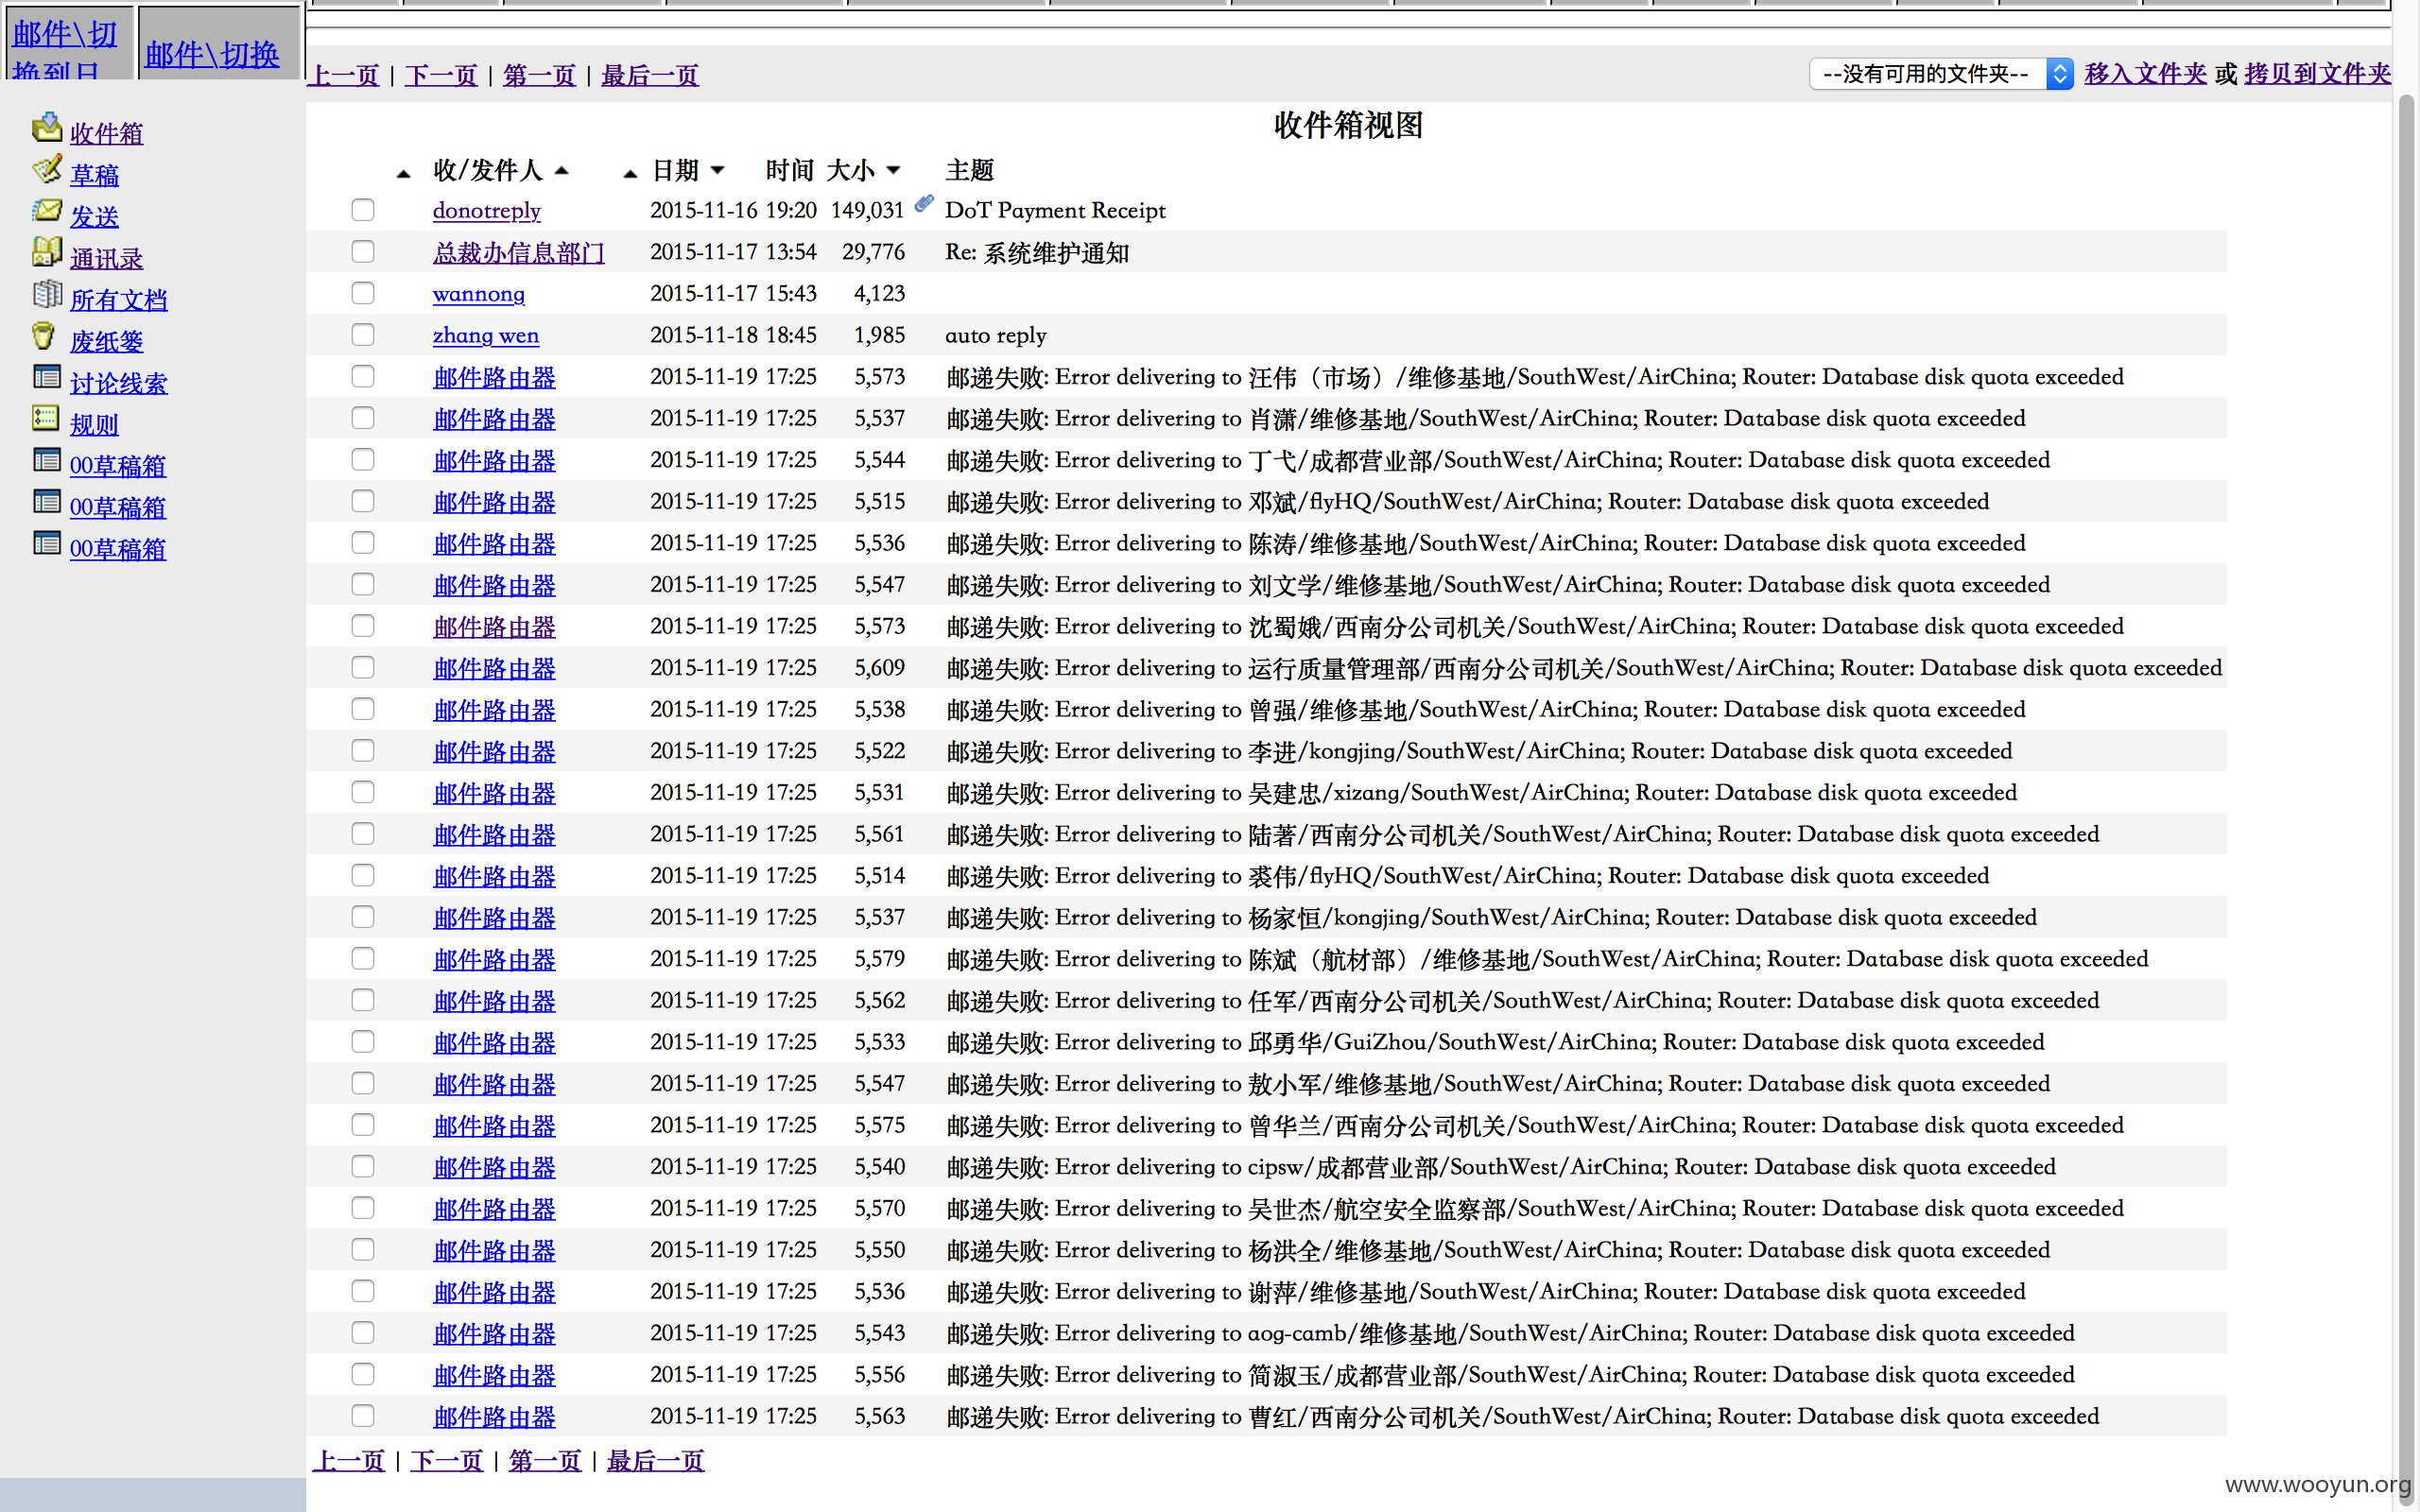 邮件\切换到日
邮件\切换
收件箱
草稿
发送
通讯录
所有文档
废纸篓
讨论线索
规则
00草稿箱
00草稿箱
00草稿箱
上一页 | 下一页 | 第一页 | 最后一页
--没有可用的文件夹-- 移入文件夹 或 拷贝到文件夹
收件箱视图
收/发件人 日期 时间 大小 主题
donotreply 2015-11-16 19:20 149,031 DoT Payment Receipt
总裁办信息部门 2015-11-17 13:54 29,776 Re: 系统维护通知
wannong 2015-11-17 15:43 4,123
zhang wen 2015-11-18 18:45 1,985 auto reply
邮件路由器 2015-11-19 17:25 5,573 邮递失败: Error delivering to 汪伟（市场）/维修基地/SouthWest/AirChina; Router: Database disk quota exceeded
邮件路由器 2015-11-19 17:25 5,537 邮递失败: Error delivering to 肖潇/维修基地/SouthWest/AirChina; Router: Database disk quota exceeded
邮件路由器 2015-11-19 17:25 5,544 邮递失败: Error delivering to 丁弋/成都营业部/SouthWest/AirChina; Router: Database disk quota exceeded
邮件路由器 2015-11-19 17:25 5,515 邮递失败: Error delivering to 邓斌/flyHQ/SouthWest/AirChina; Router: Database disk quota exceeded
邮件路由器 2015-11-19 17:25 5,536 邮递失败: Error delivering to 陈涛/维修基地/SouthWest/AirChina; Router: Database disk quota exceeded
邮件路由器 2015-11-19 17:25 5,547 邮递失败: Error delivering to 刘文学/维修基地/SouthWest/AirChina; Router: Database disk quota exceeded
邮件路由器 2015-11-19 17:25 5,573 邮递失败: Error delivering to 沈蜀娥/西南分公司机关/SouthWest/AirChina; Router: Database disk quota exceeded
邮件路由器 2015-11-19 17:25 5,609 邮递失败: Error delivering to 运行质量管理部/西南分公司机关/SouthWest/AirChina; Router: Database disk quota exceeded
邮件路由器 2015-11-19 17:25 5,538 邮递失败: Error delivering to 曾强/维修基地/SouthWest/AirChina; Router: Database disk quota exceeded
邮件路由器 2015-11-19 17:25 5,522 邮递失败: Error delivering to 李进/kongjing/SouthWest/AirChina; Router: Database disk quota exceeded
邮件路由器 2015-11-19 17:25 5,531 邮递失败: Error delivering to 吴建忠/xizang/SouthWest/AirChina; Router: Database disk quota exceeded
邮件路由器 2015-11-19 17:25 5,561 邮递失败: Error delivering to 陆著/西南分公司机关/SouthWest/AirChina; Router: Database disk quota exceeded
邮件路由器 2015-11-19 17:25 5,514 邮递失败: Error delivering to 裘伟/flyHQ/SouthWest/AirChina; Router: Database disk quota exceeded
邮件路由器 2015-11-19 17:25 5,537 邮递失败: Error delivering to 杨家恒/kongjing/SouthWest/AirChina; Router: Database disk quota exceeded
邮件路由器 2015-11-19 17:25 5,579 邮递失败: Error delivering to 陈斌（航材部）/维修基地/SouthWest/AirChina; Router: Database disk quota exceeded
邮件路由器 2015-11-19 17:25 5,562 邮递失败: Error delivering to 任军/西南分公司机关/SouthWest/AirChina; Router: Database disk quota exceeded
邮件路由器 2015-11-19 17:25 5,533 邮递失败: Error delivering to 邱勇华/GuiZhou/SouthWest/AirChina; Router: Database disk quota exceeded
邮件路由器 2015-11-19 17:25 5,547 邮递失败: Error delivering to 敖小军/维修基地/SouthWest/AirChina; Router: Database disk quota exceeded
邮件路由器 2015-11-19 17:25 5,575 邮递失败: Error delivering to 曾华兰/西南分公司机关/SouthWest/AirChina; Router: Database disk quota exceeded
邮件路由器 2015-11-19 17:25 5,540 邮递失败: Error delivering to cipsw/成都营业部/SouthWest/AirChina; Router: Database disk quota exceeded
邮件路由器 2015-11-19 17:25 5,570 邮递失败: Error delivering to 吴世杰/航空安全监察部/SouthWest/AirChina; Router: Database disk quota exceeded
邮件路由器 2015-11-19 17:25 5,550 邮递失败: Error delivering to 杨洪全/维修基地/SouthWest/AirChina; Router: Database disk quota exceeded
邮件路由器 2015-11-19 17:25 5,536 邮递失败: Error delivering to 谢萍/维修基地/SouthWest/AirChina; Router: Database disk quota exceeded
邮件路由器 2015-11-19 17:25 5,543 邮递失败: Error delivering to aog-camb/维修基地/SouthWest/AirChina; Router: Database disk quota exceeded
邮件路由器 2015-11-19 17:25 5,556 邮递失败: Error delivering to 简淑玉/成都营业部/SouthWest/AirChina; Router: Database disk quota exceeded
邮件路由器 2015-11-19 17:25 5,563 邮递失败: Error delivering to 曹红/西南分公司机关/SouthWest/AirChina; Router: Database disk quota exceeded
上一页 | 下一页 | 第一页 | 最后一页
www.wooyun.org